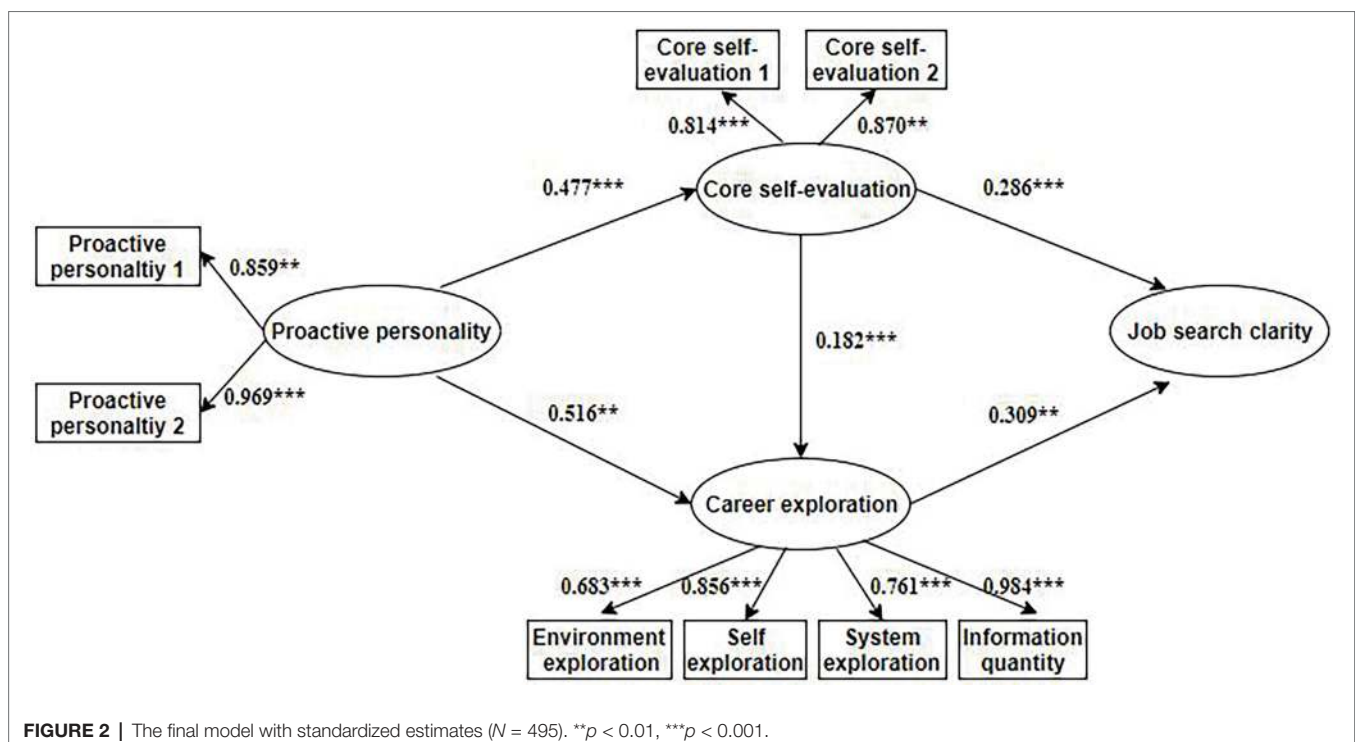 Core self-
evaluation 1
Core self-
evaluation 2
0.814***
0.870**
0.477***
Core self-evaluation
0.286***
Proactive
personaltiy 1
0.859**
Proactive personality
0.182***
Job search clarity
Proactive
personaltiy 2
0.969***
0.516**
0.309**
Career exploration
0.683***
0.856***
0.761***
0.984***
Environment
exploration
Self
exploration
System
exploration
Information
quantity
FIGURE 2 | The final model with standardized estimates (N = 495). **p < 0.01, ***p < 0.001.